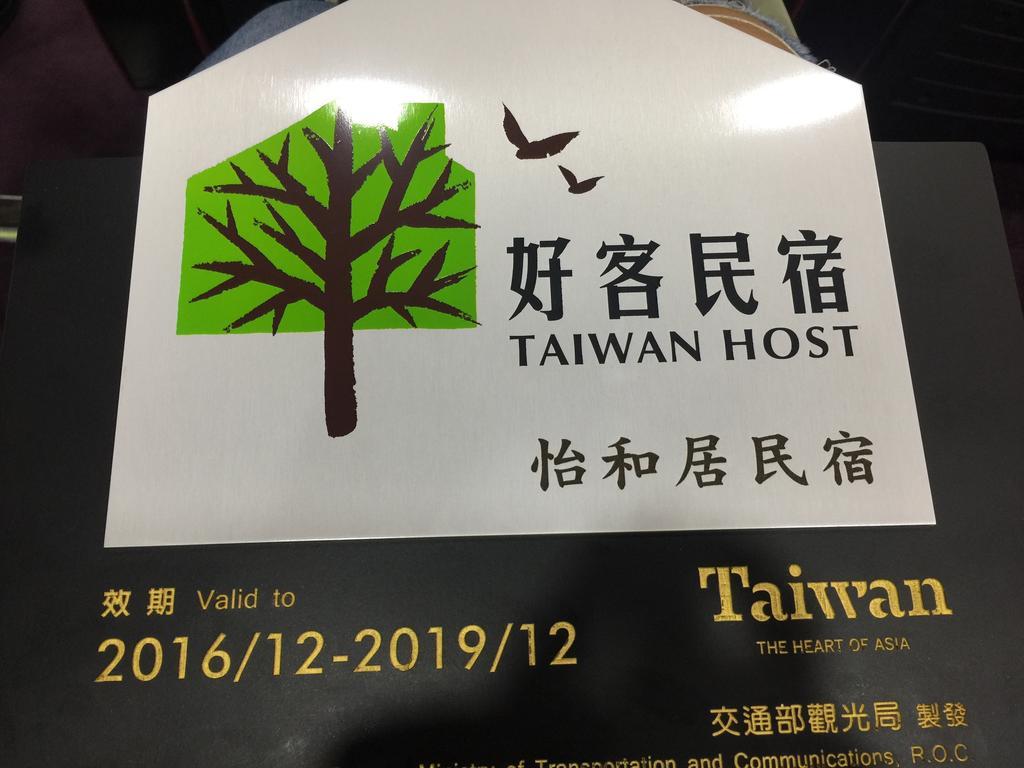 好客民宿
TAIWAN HOST
怡和居民宿
效期 Valid to
2016/12-2019/12
Taiwan
THE HEART OF ASIA
交通部觀光局 製發
Ministry of Transportation and Communications, R.O.C